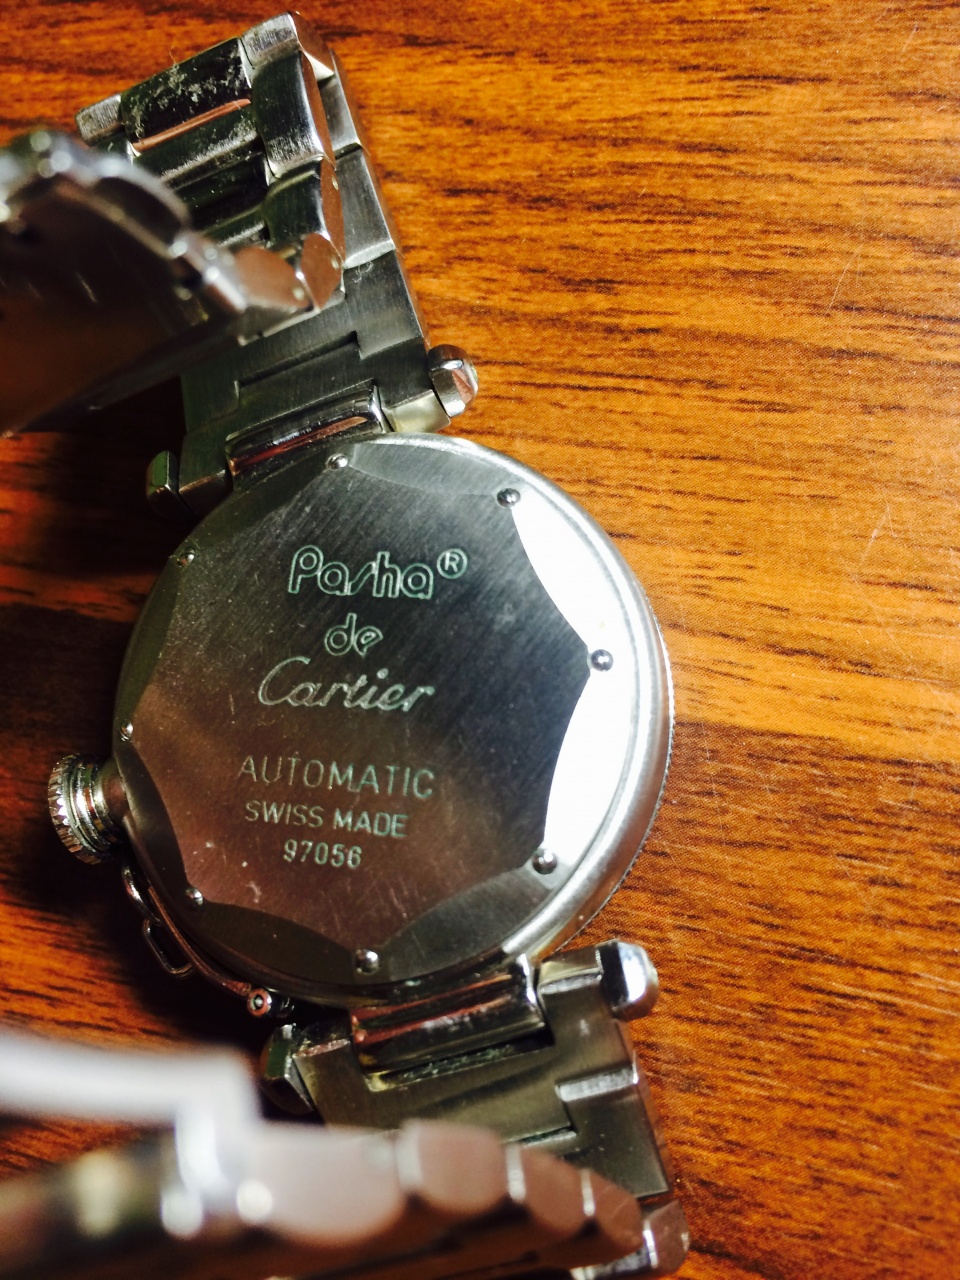 Pasha®
de
Cartier
AUTOMATIC
SWISS MADE
97056